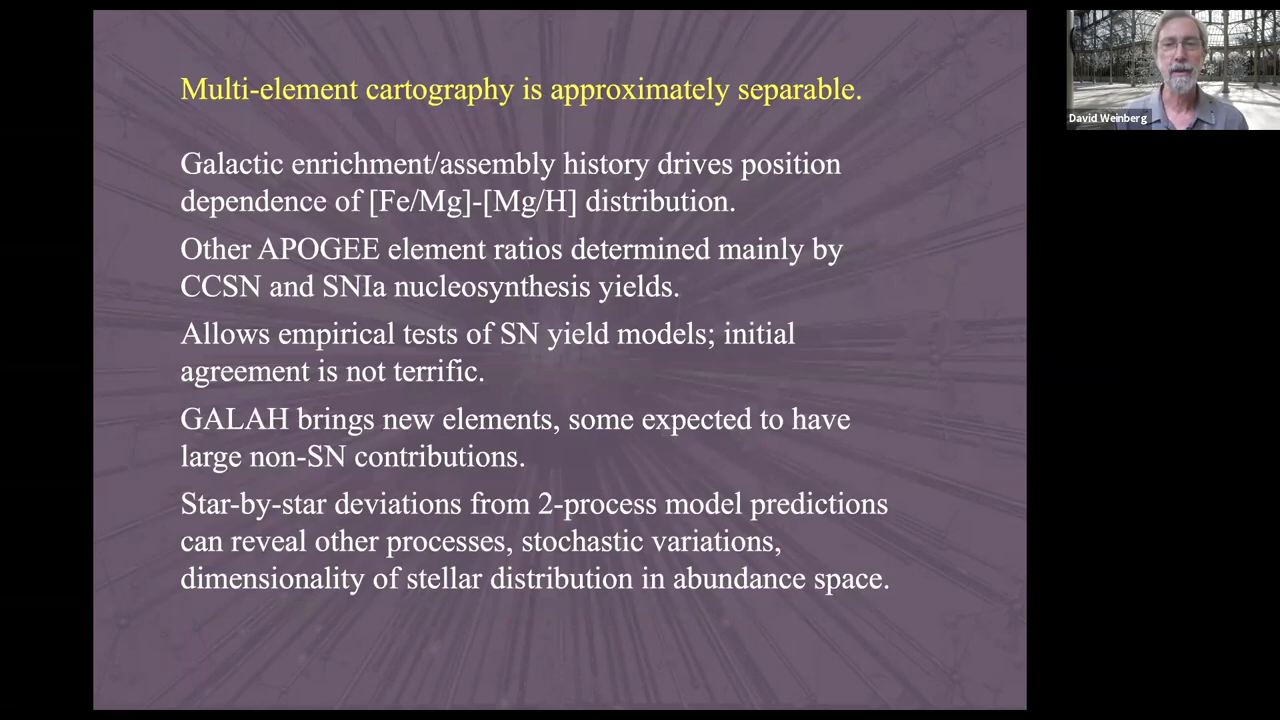 Multi-element cartography is approximately separable.
Galactic enrichment/assembly history drives position
dependence of [Fe/Mg]-[Mg/H] distribution.
Other APOGEE element ratios determined mainly by
CCSN and SNIa nucleosynthesis yields.
Allows empirical tests of SN yield models; initial
agreement is not terrific.
GALAH brings new elements, some expected to have
large non-SN contributions.
Star-by-star deviations from 2-process model predictions
can reveal other processes, stochastic variations,
dimensionality of stellar distribution in abundance space.
David Weinberg